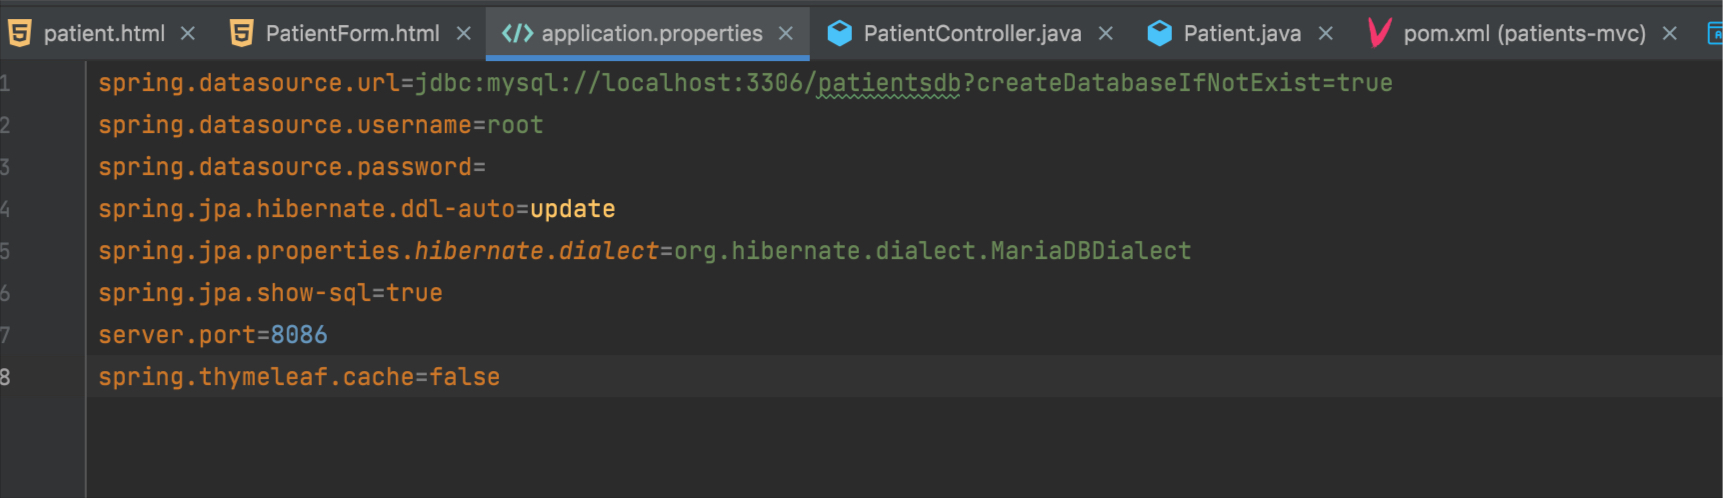 patient.html PatientForm.html application.properties PatientController.java Patient.java pom.xml (patients-mvc)
1 spring.datasource.url=jdbc:mysql://localhost:3306/patientsdb?createDatabaseIfNotExist=true
2 spring.datasource.username=root
3 spring.datasource.password=
4 spring.jpa.hibernate.ddl-auto=update
5 spring.jpa.properties.hibernate.dialect=org.hibernate.dialect.MariaDBDialect
6 spring.jpa.show-sql=true
7 server.port=8086
8 spring.thymeleaf.cache=false